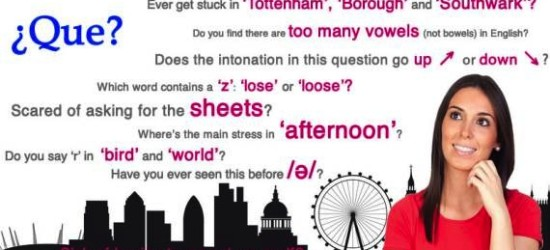 Ever get stuck in 'Tottenham', 'Borough' and 'Southwark'?
¿Que?
Do you find there are too many vowels (not bowels) in English?
Does the intonation in this question go up ↗ or down ↘?
Which word contains a 'z': 'lose' or 'loose'?
Scared of asking for the sheets?
Where's the main stress in 'afternoon'?
Do you say 'r' in 'bird' and 'world'?
Have you ever seen this before /ə/?